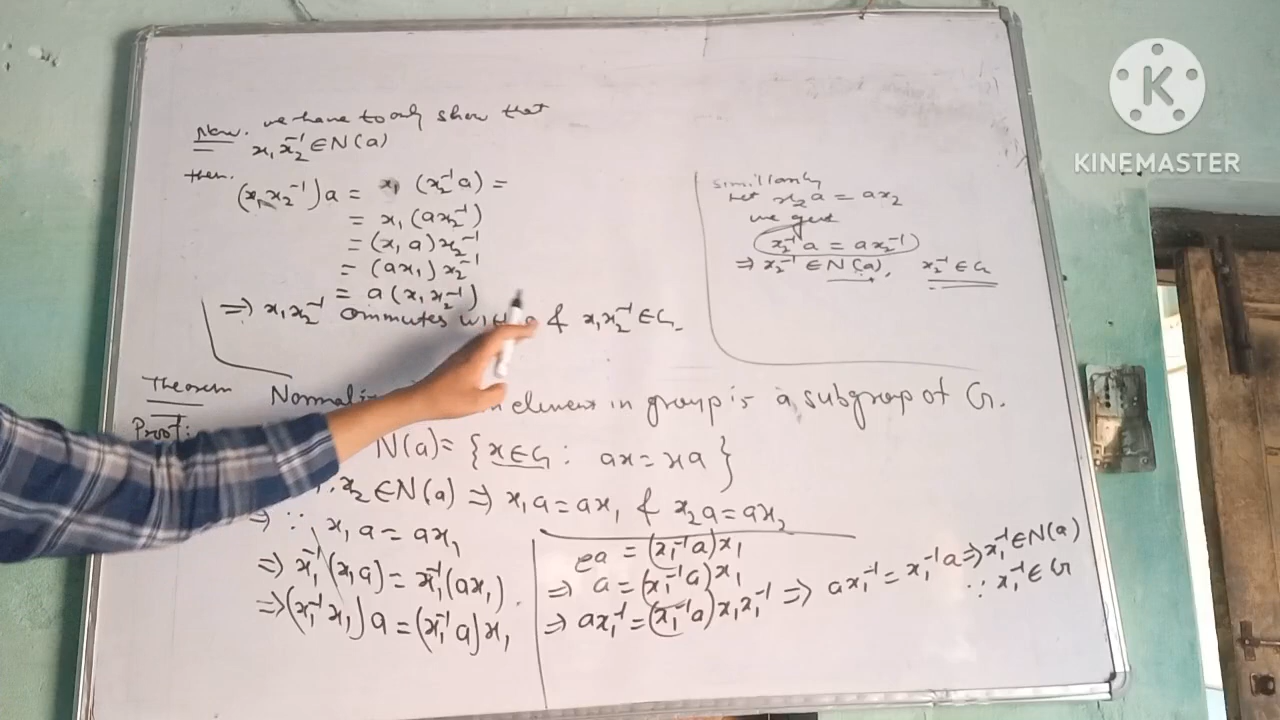 Now. we have to only show that
x₁x₂⁻¹ ∈ N(a)
then.
(x₁x₂⁻¹)a = x₁ (x₂⁻¹a) =
= x₁(ax₂⁻¹)
= (x₁a)x₂⁻¹
= (ax₁)x₂⁻¹
= a(x₁x₂⁻¹)
⇒ x₁x₂⁻¹ commutes with & x₁x₂⁻¹ ∈ G
similarly
let x₂a = ax₂
we get
x₂⁻¹a = ax₂⁻¹
⇒ x₂⁻¹ ∈ N(a), x₂⁻¹ ∈ G
Theorem element in group is a subgrop of G.
Proof:
N(a) = {x∈G : ax = xa}
x₂ ∈ N(a) ⇒ x₁a = ax₁ & x₂a = ax₂
⇒ ∵ x₁a = ax₁
⇒ x₁⁻¹(x₁a) = x₁⁻¹(ax₁)
⇒ (x₁⁻¹x₁)a = (x₁⁻¹a)x₁
ea = (x₁⁻¹a)x₁
⇒ a = (x₁⁻¹a)x₁
⇒ ax₁⁻¹ = (x₁⁻¹a)x₁x₁⁻¹ ⇒ ax₁⁻¹ = x₁⁻¹a ⇒ x₁⁻¹ ∈ N(a)
∵ x₁⁻¹ ∈ G
KINEMASTER